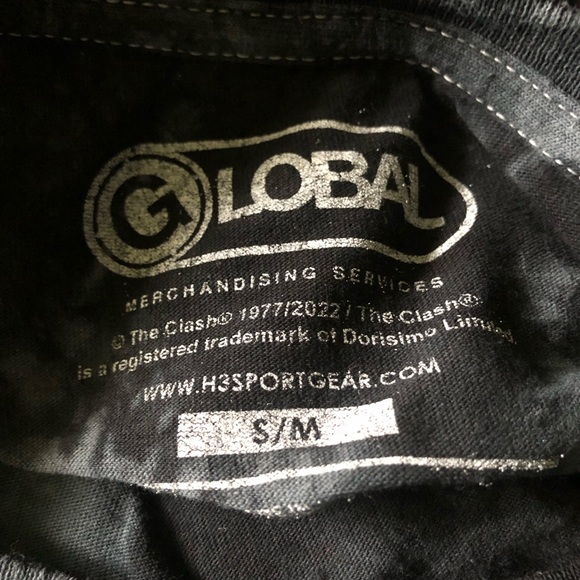 GLOBAL
MERCHANDISING SERVICES
© The Clash® 1977/2022 / The Clash®
is a registered trademark of Dorisimo Limited.
WWW.H3SPORTGEAR.COM
S/M